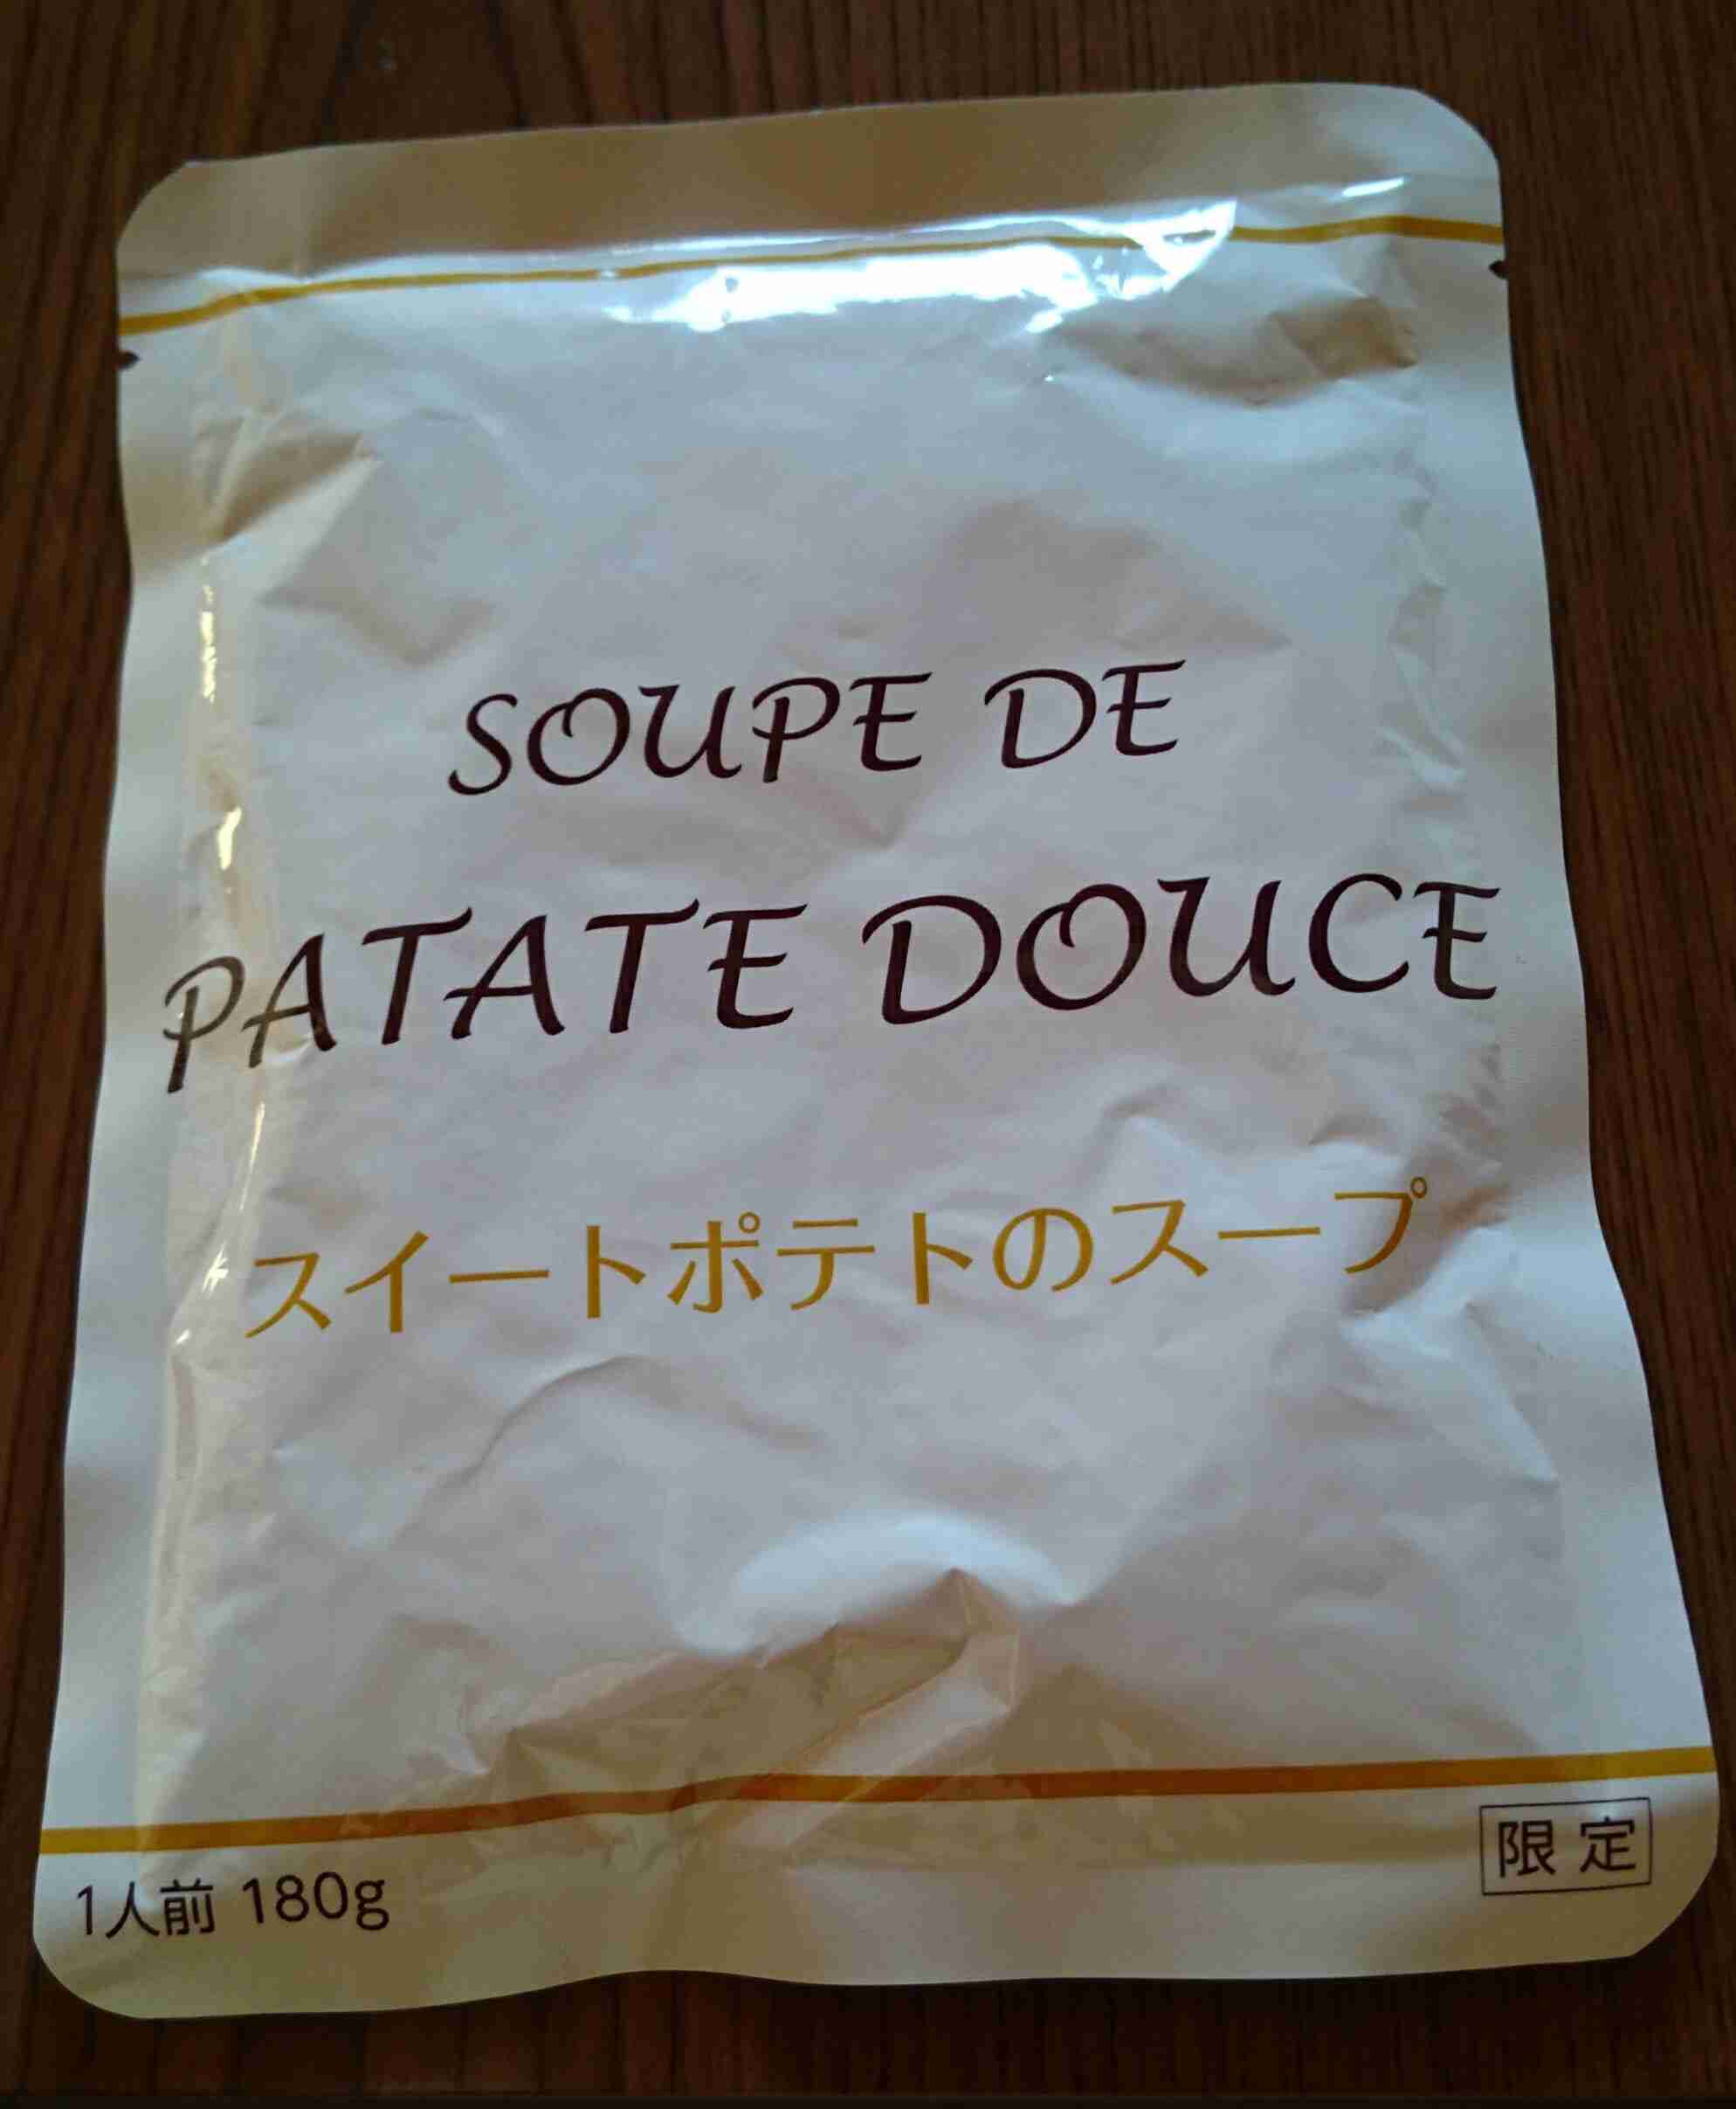 SOUPE DE
PATATE DOUCE
スイートポテトのスープ
限定
1人前 180g